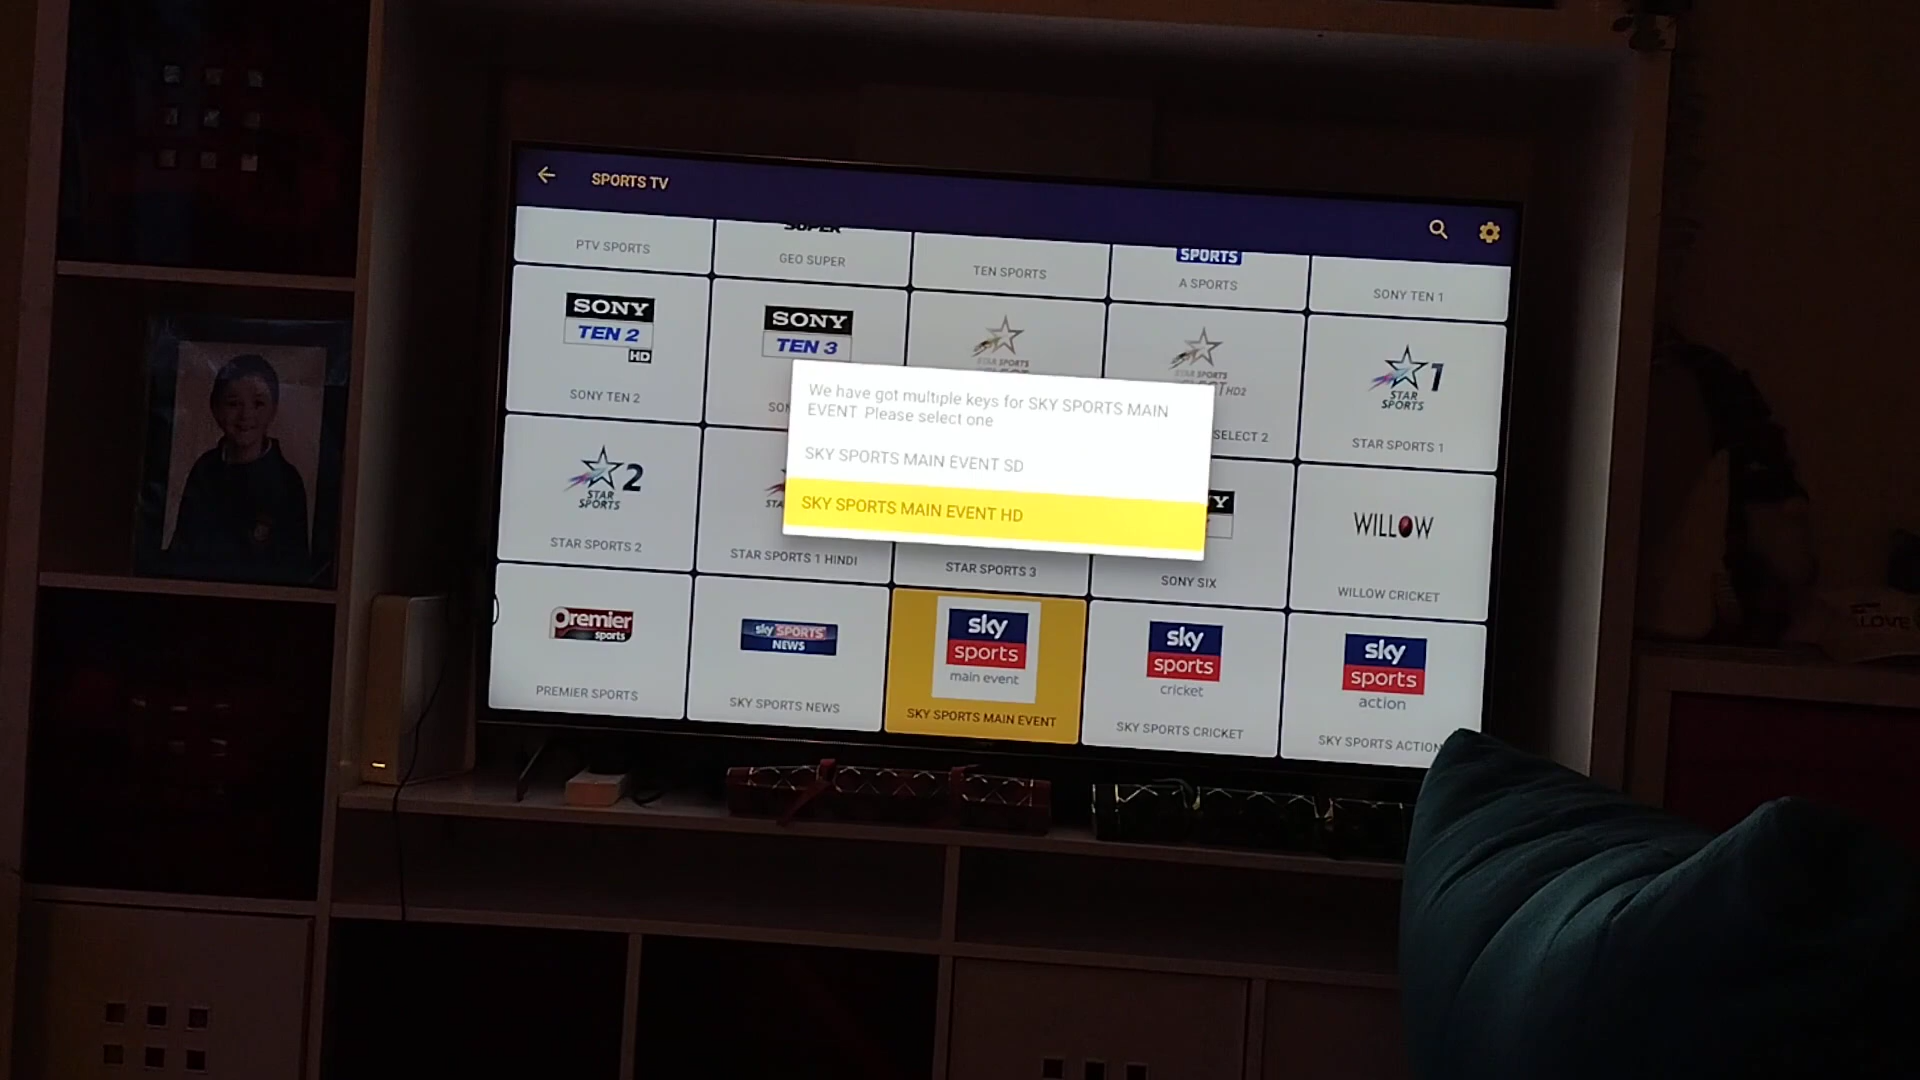 SPORTS TV
SUPER
SPORTS
PTV SPORTS
GEO SUPER
TEN SPORTS
A SPORTS
SONY TEN 1
SONY
TEN 2
HD
SONY TEN 2
SONY
TEN 3
STAR SPORTS
STAR SPORTS
HD2
SELECT 2
1
STAR
SPORTS
STAR SPORTS 1
We have got multiple keys for SKY SPORTS MAIN
EVENT Please select one
SKY SPORTS MAIN EVENT SD
SKY SPORTS MAIN EVENT HD
2
STAR
SPORTS
STAR SPORTS 2
STAR SPORTS 1 HINDI
STAR SPORTS 3
SONY SIX
WILLOW
WILLOW CRICKET
premier
sports
PREMIER SPORTS
sky SPORTS
NEWS
SKY SPORTS NEWS
sky
sports
main event
SKY SPORTS MAIN EVENT
sky
sports
cricket
SKY SPORTS CRICKET
sky
sports
action
SKY SPORTS ACTION